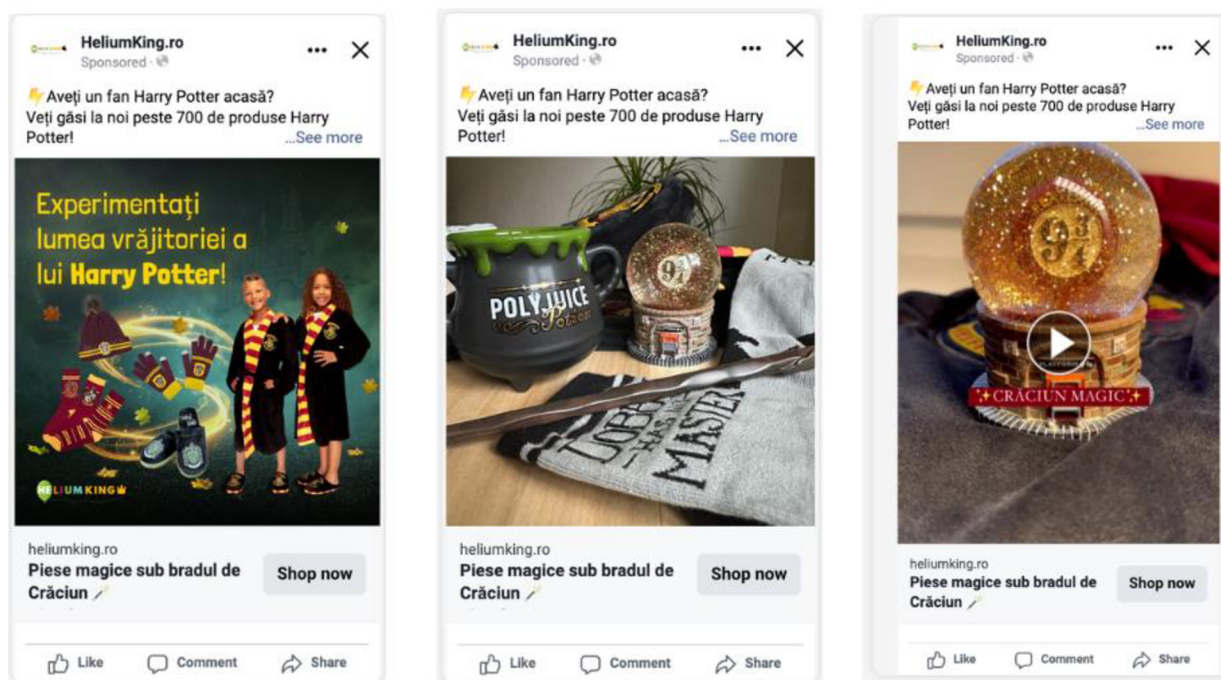 HeliumKing.ro
Sponsored ·
Aveți un fan Harry Potter acasă?
Veți găsi la noi peste 700 de produse Harry
Potter!
...See more
Experimentați
lumea vrăjitoriei a
lui Harry Potter!
HELIUM KING
heliumking.ro
Piese magice sub bradul de
Crăciun
Shop now
Like
Comment
Share
HeliumKing.ro
Sponsored ·
Aveți un fan Harry Potter acasă?
Veți găsi la noi peste 700 de produse Harry
Potter!
...See more
POLYJUICE
Potion
9 3/4
DOBBY
HAS
MASTER
heliumking.ro
Piese magice sub bradul de
Crăciun
Shop now
Like
Comment
Share
HeliumKing.ro
Sponsored ·
Aveți un fan Harry Potter acasă?
Veți găsi la noi peste 700 de produse Harry
Potter!
...See more
9 3/4
CRĂCIUN MAGIC
heliumking.ro
Piese magice sub bradul de
Crăciun
Shop now
Like
Comment
Share